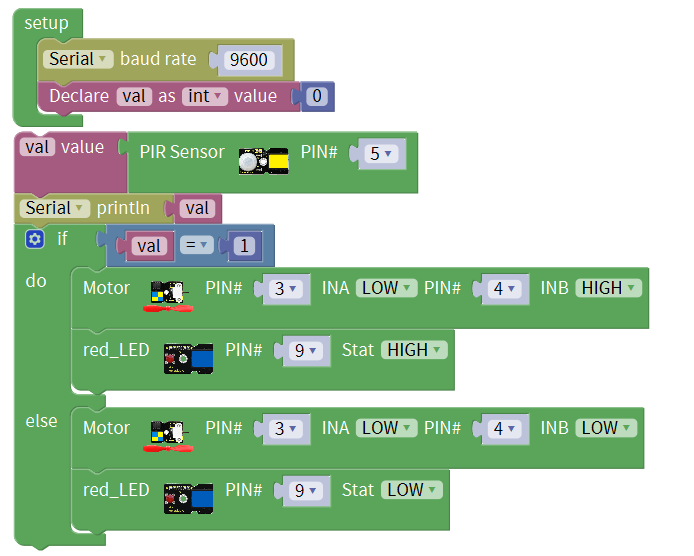 setup
Serial baud rate 9600
Declare val as int value 0
val value PIR Sensor PIN# 5
Serial println val
if val = 1
do Motor PIN# 3 INA LOW PIN# 4 INB HIGH
red_LED PIN# 9 Stat HIGH
else Motor PIN# 3 INA LOW PIN# 4 INB LOW
red_LED PIN# 9 Stat LOW